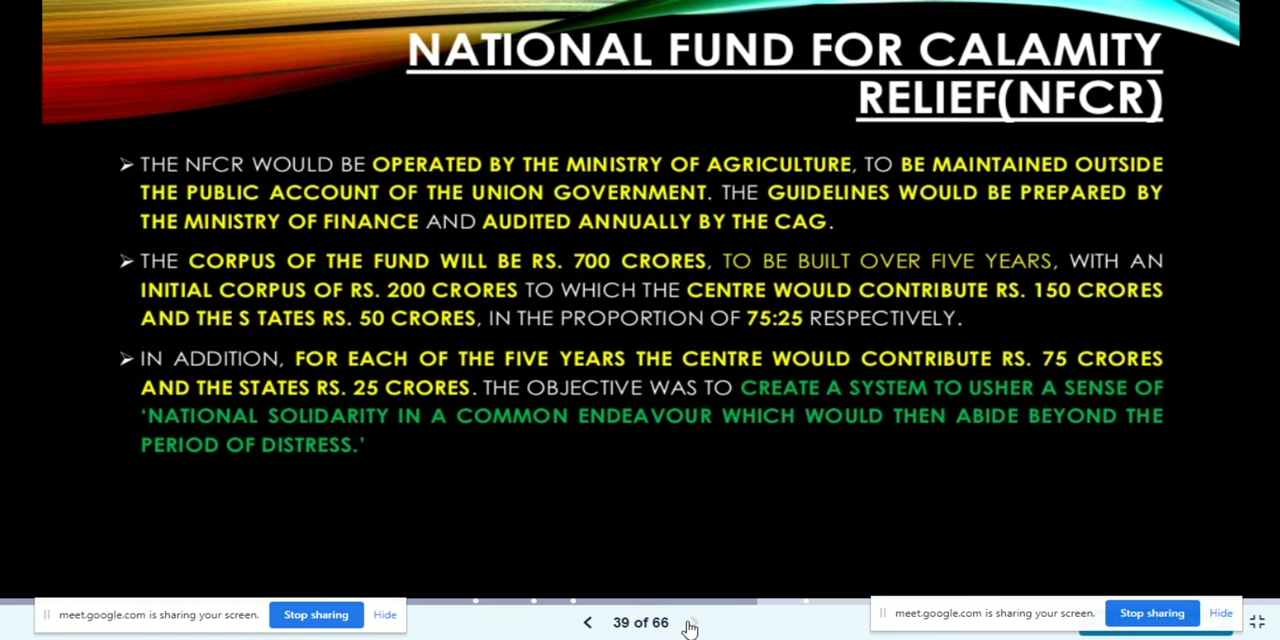 NATIONAL FUND FOR CALAMITY
RELIEF(NFCR)
➢ THE NFCR WOULD BE OPERATED BY THE MINISTRY OF AGRICULTURE, TO BE MAINTAINED OUTSIDE
THE PUBLIC ACCOUNT OF THE UNION GOVERNMENT. THE GUIDELINES WOULD BE PREPARED BY
THE MINISTRY OF FINANCE AND AUDITED ANNUALLY BY THE CAG.
➢ THE CORPUS OF THE FUND WILL BE RS. 700 CRORES, TO BE BUILT OVER FIVE YEARS, WITH AN
INITIAL CORPUS OF RS. 200 CRORES TO WHICH THE CENTRE WOULD CONTRIBUTE RS. 150 CRORES
AND THE S TATES RS. 50 CRORES, IN THE PROPORTION OF 75:25 RESPECTIVELY.
➢ IN ADDITION, FOR EACH OF THE FIVE YEARS THE CENTRE WOULD CONTRIBUTE RS. 75 CRORES
AND THE STATES RS. 25 CRORES. THE OBJECTIVE WAS TO CREATE A SYSTEM TO USHER A SENSE OF
‘NATIONAL SOLIDARITY IN A COMMON ENDEAVOUR WHICH WOULD THEN ABIDE BEYOND THE
PERIOD OF DISTRESS.’
meet.google.com is sharing your screen. Stop sharing Hide
39 of 66
meet.google.com is sharing your screen. Stop sharing Hide